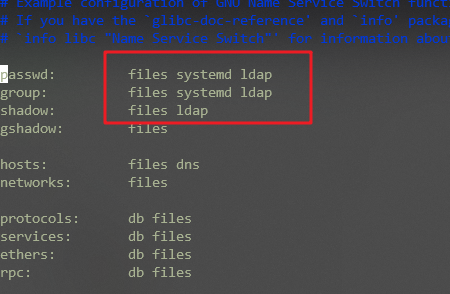 # Example configuration of GNU Name Service Switch funct
# If you have the `glibc-doc-reference' and `info' packa
# `info libc "Name Service Switch"' for information abou
passwd: files systemd ldap
group: files systemd ldap
shadow: files ldap
gshadow: files
hosts: files dns
networks: files
protocols: db files
services: db files
ethers: db files
rpc: db files